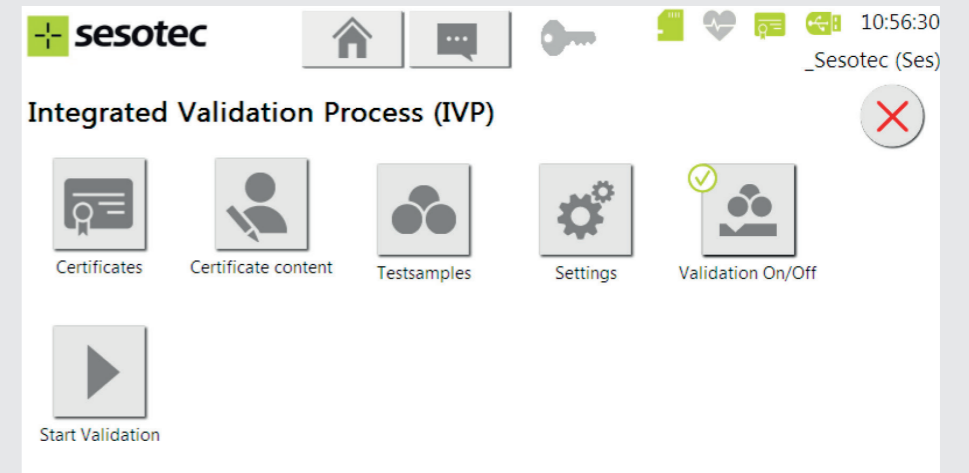 sesotec
10:56:30
_Sesotec (Ses)
Integrated Validation Process (IVP)
Certificates
Certificate content
Testsamples
Settings
Validation On/Off
Start Validation